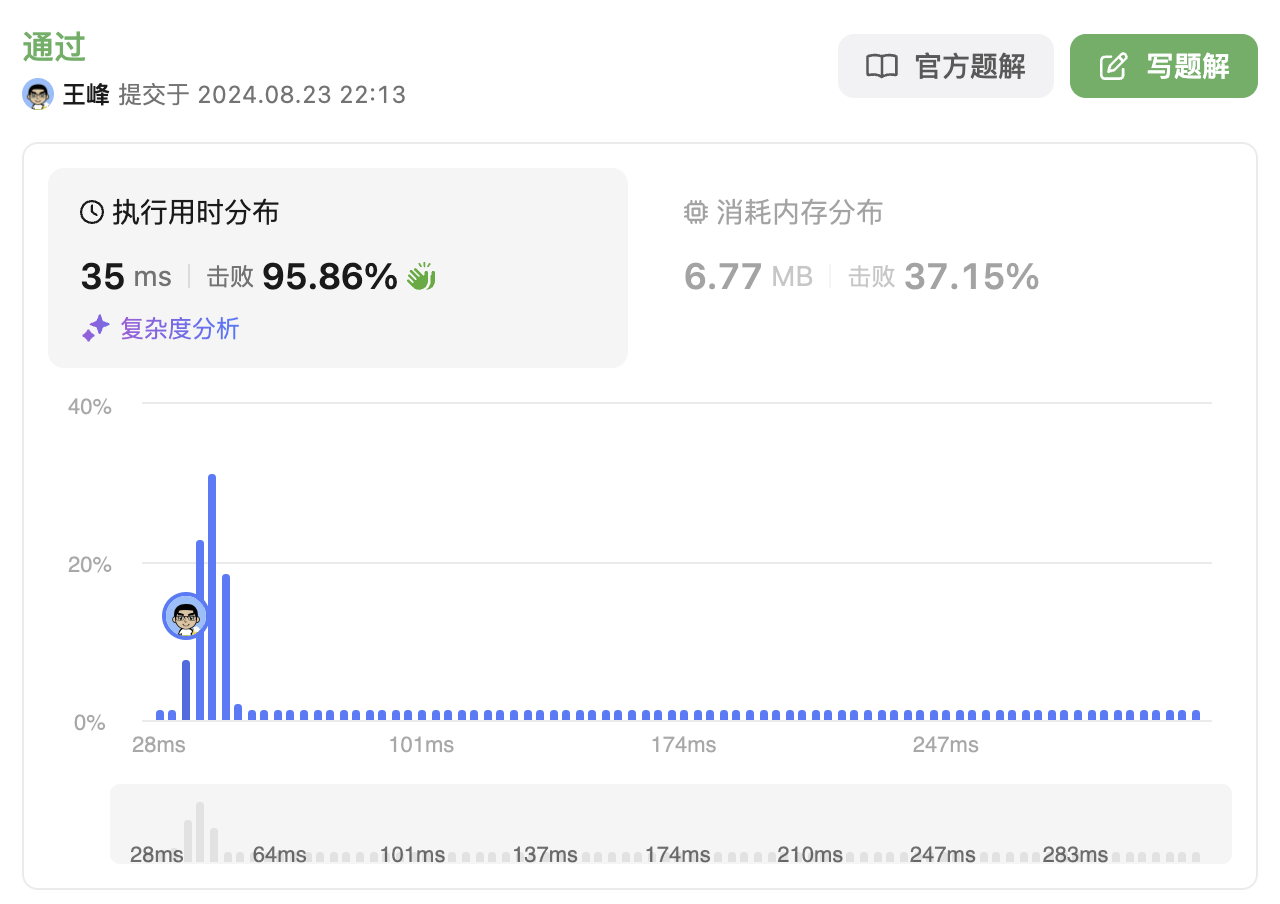 通过
王峰 提交于 2024.08.23 22:13
官方题解
写题解
执行用时分布
35 ms 击败 95.86%
复杂度分析
消耗内存分布
6.77 MB 击败 37.15%
40%
20%
0%
28ms 101ms 174ms 247ms
28ms 64ms 101ms 137ms 174ms 210ms 247ms 283ms